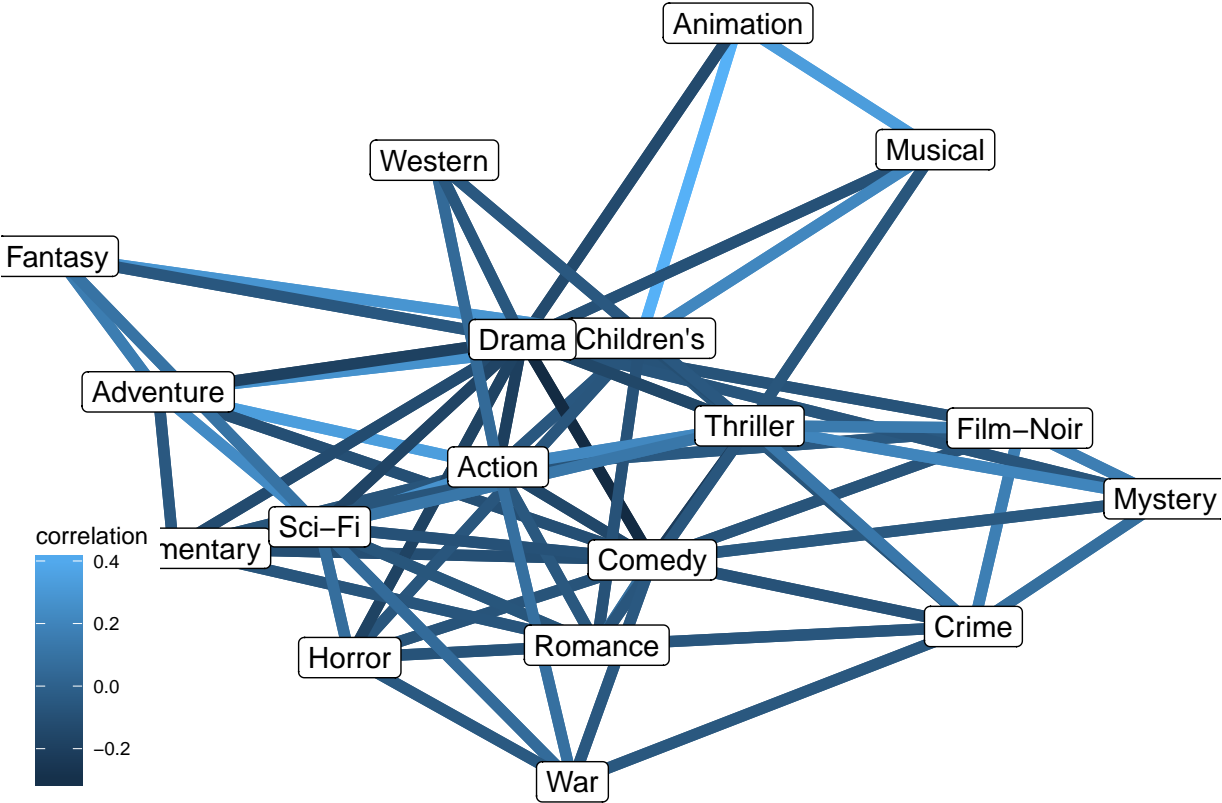 Animation
Musical
Western
Fantasy
Drama
Children's
Adventure
Thriller
Film−Noir
Action
Mystery
Sci−Fi
correlation
mentary
Comedy
0.4
0.2
Crime
Romance
Horror
0.0
−0.2
War